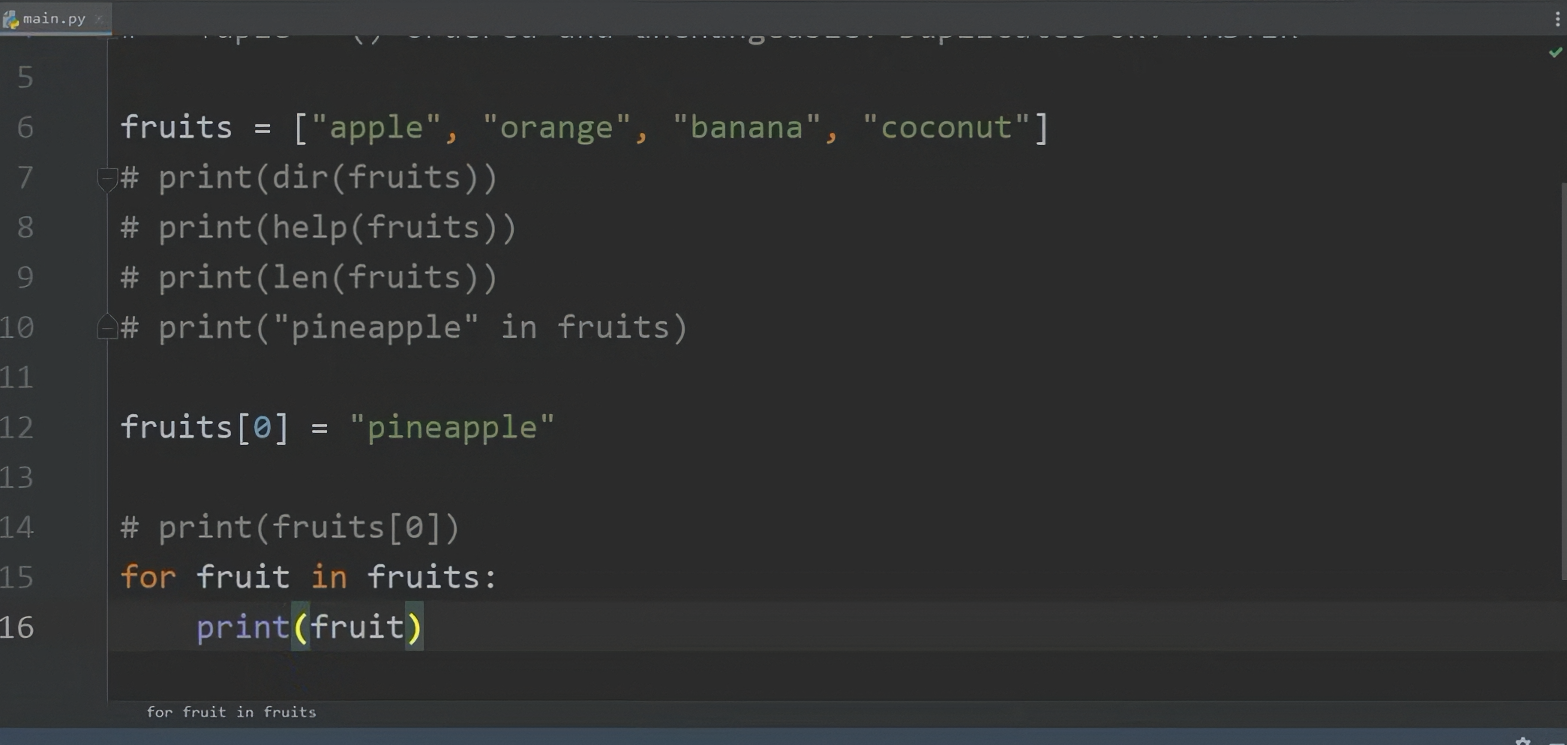 main.py
5
6 fruits = ["apple", "orange", "banana", "coconut"]
7 # print(dir(fruits))
8 # print(help(fruits))
9 # print(len(fruits))
10 # print("pineapple" in fruits)
11
12 fruits[0] = "pineapple"
13
14 # print(fruits[0])
15 for fruit in fruits:
16     print(fruit)
for fruit in fruits